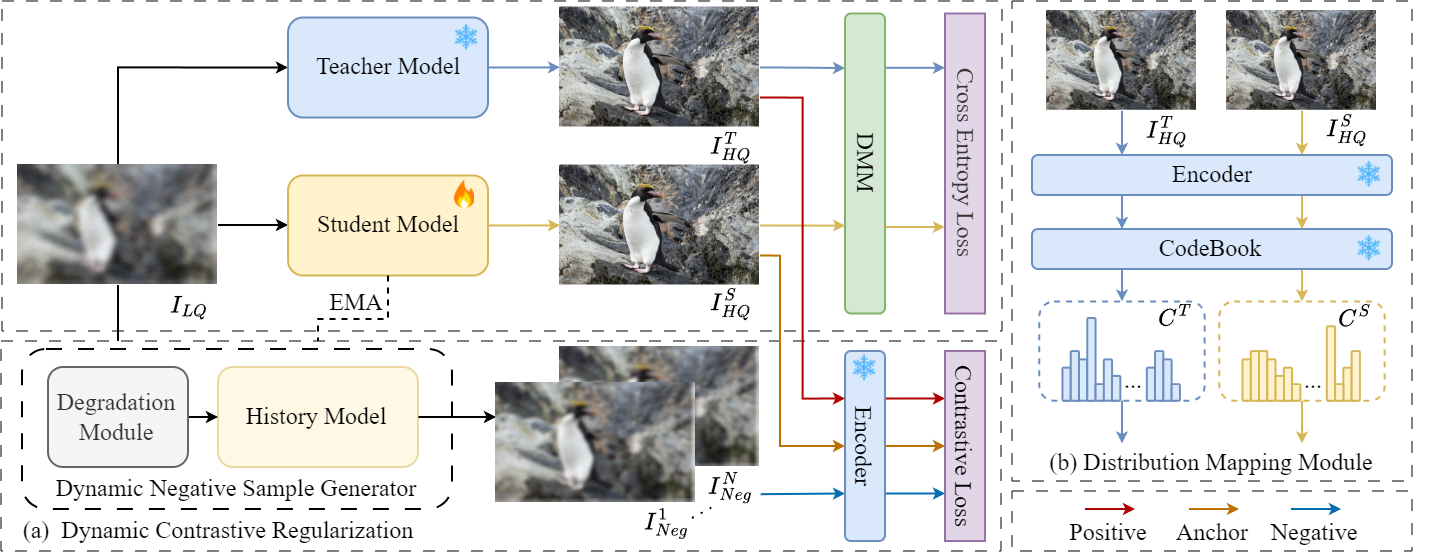 Teacher Model
I_{HQ}^{T}
DMM
Cross Entropy Loss
Student Model
I_{LQ}
EMA
I_{HQ}^{S}
Degradation
Module
History Model
Dynamic Negative Sample Generator
(a) Dynamic Contrastive Regularization
I_{Neg}^{N}
I_{Neg}^{1}
...
Encoder
Contrastive Loss
I_{HQ}^{T}
I_{HQ}^{S}
Encoder
CodeBook
C^{T}
C^{S}
...
...
(b) Distribution Mapping Module
Positive
Anchor
Negative